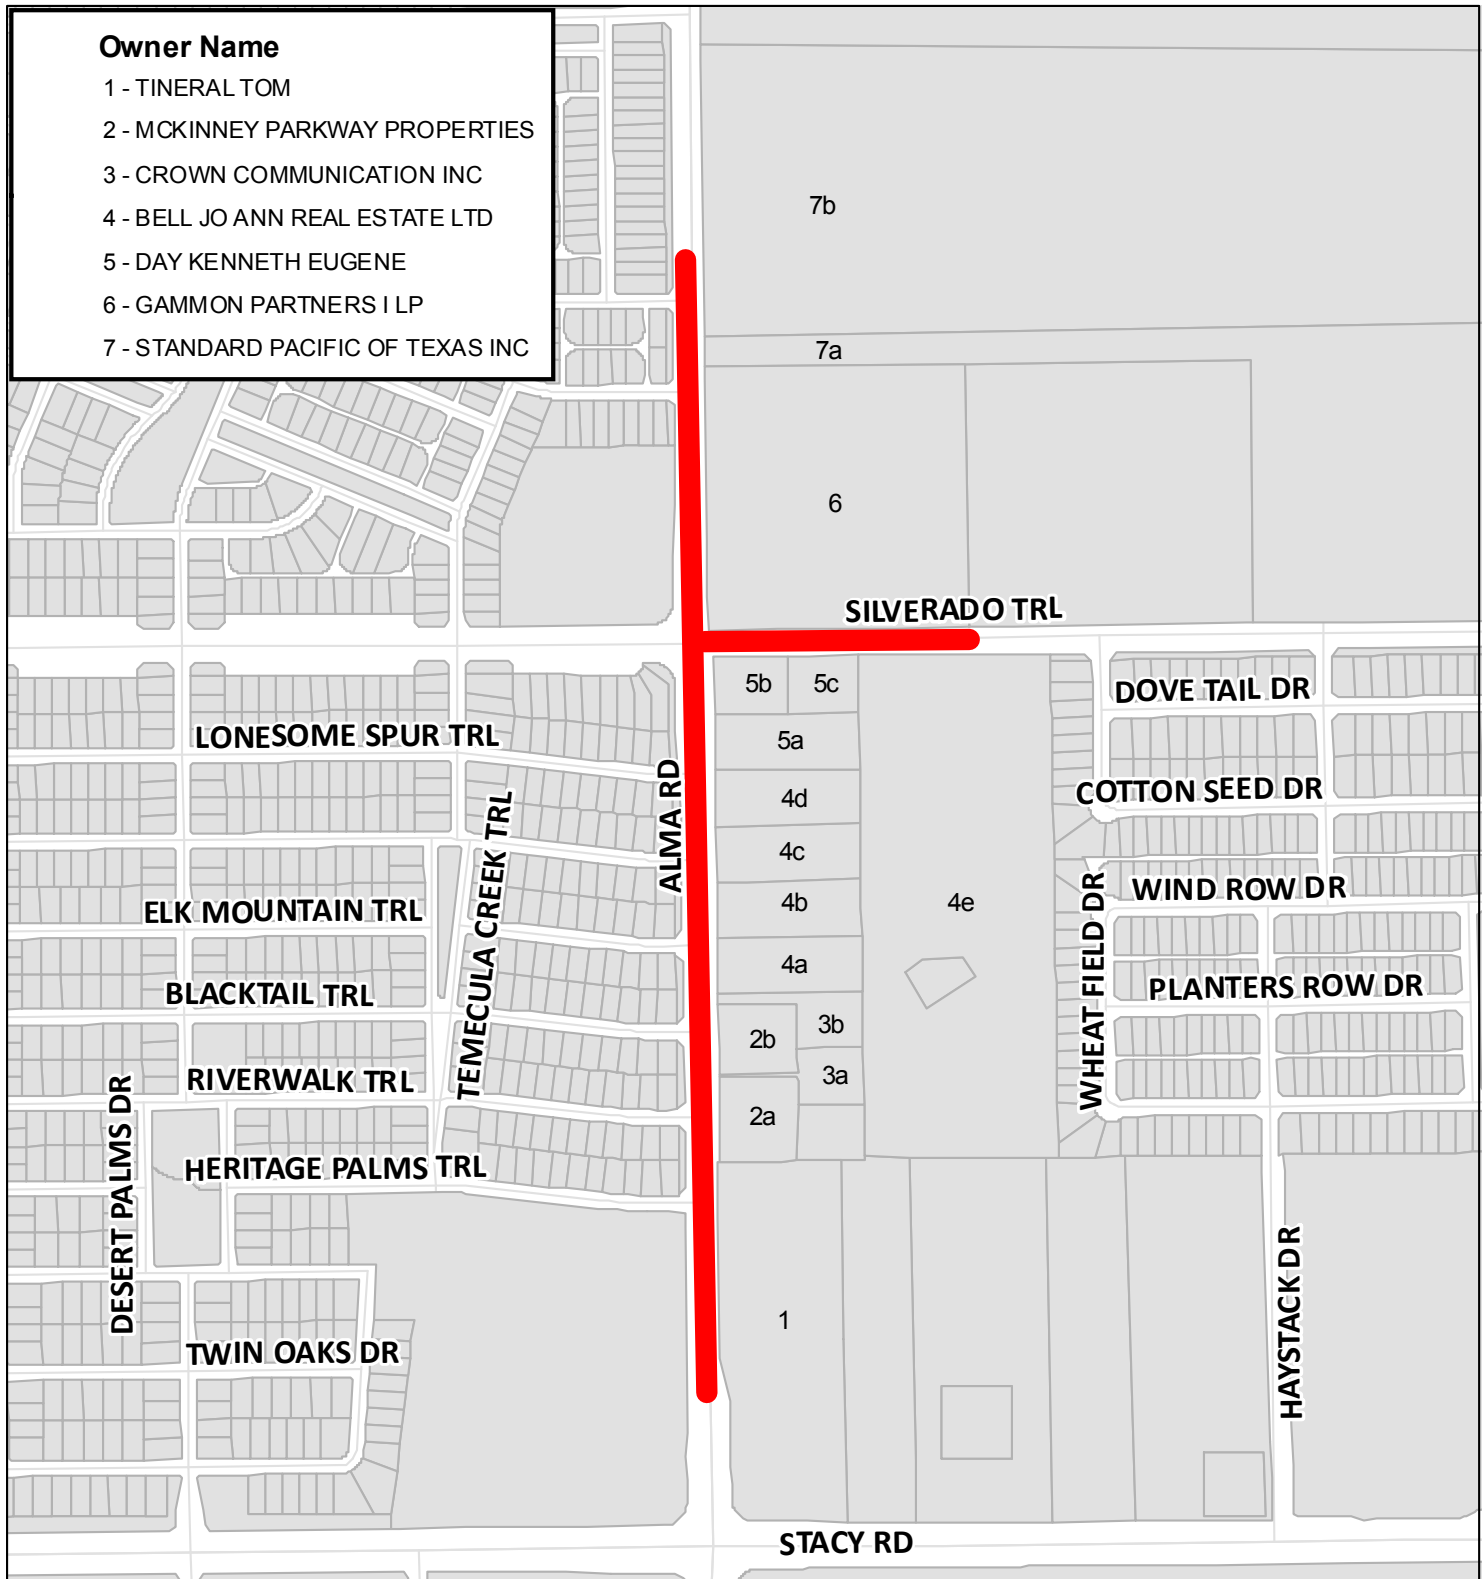 Owner Name
1 - TINERAL TOM
2 - MCKINNEY PARKWAY PROPERTIES
3 - CROWN COMMUNICATION INC
4 - BELL JO ANN REAL ESTATE LTD
5 - DAY KENNETH EUGENE
6 - GAMMON PARTNERS I LP
7 - STANDARD PACIFIC OF TEXAS INC
7b
7a
6
SILVERADO TRL
5b
5c
DOVE TAIL DR
LONESOME SPUR TRL
5a
ALMA RD
4d
COTTON SEED DR
TEMECULA CREEK TRL
4c
WIND ROW DR
ELK MOUNTAIN TRL
4b
4e
WHEAT FIELD DR
4a
PLANTERS ROW DR
BLACKTAIL TRL
2b
3b
RIVERWALK TRL
3a
2a
DESERT PALMS DR
HERITAGE PALMS TRL
1
HAYSTACK DR
TWIN OAKS DR
STACY RD